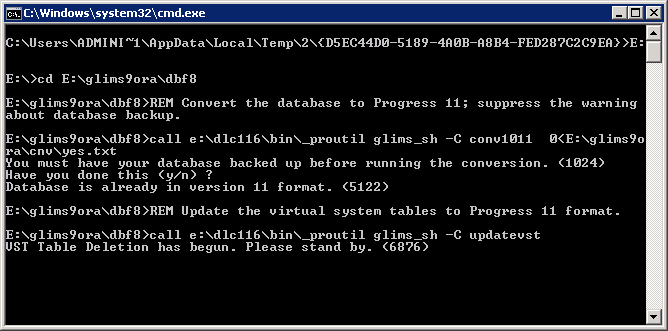 C:\Windows\system32\cmd.exe
C:\Users\ADMINI~1\AppData\Local\Temp\2\{D5EC44D0-5189-4A0B-A8B4-FED287C2C9EA}>E:
E:\>cd E:\glims9ora\dbf8
E:\glims9ora\dbf8>REM Convert the database to Progress 11; suppress the warning
about database backup.
E:\glims9ora\dbf8>call e:\dlc116\bin\_proutil glims_sh -C conv1011  0<E:\glims9o
ra\cnv\yes.txt
You must have your database backed up before running the conversion. (1024)
Have you done this (y/n) ?
Database is already in version 11 format. (5122)
E:\glims9ora\dbf8>REM Update the virtual system tables to Progress 11 format.
E:\glims9ora\dbf8>call e:\dlc116\bin\_proutil glims_sh -C updatevst
VST Table Deletion has begun. Please stand by. (6876)